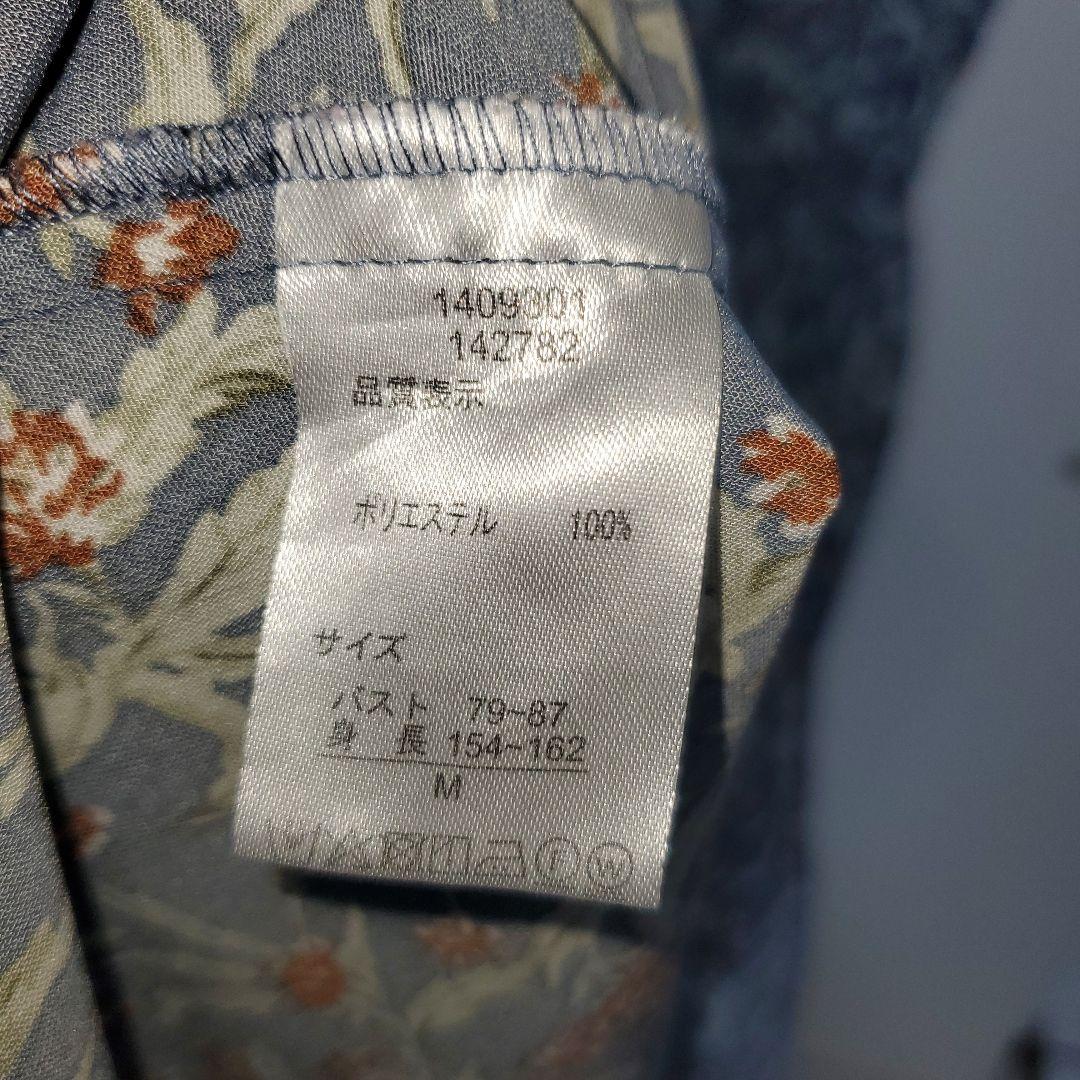 1409301
142782
品質表示
ポリエステル 100%
サイズ
バスト 79~87
身 長 154~162
M